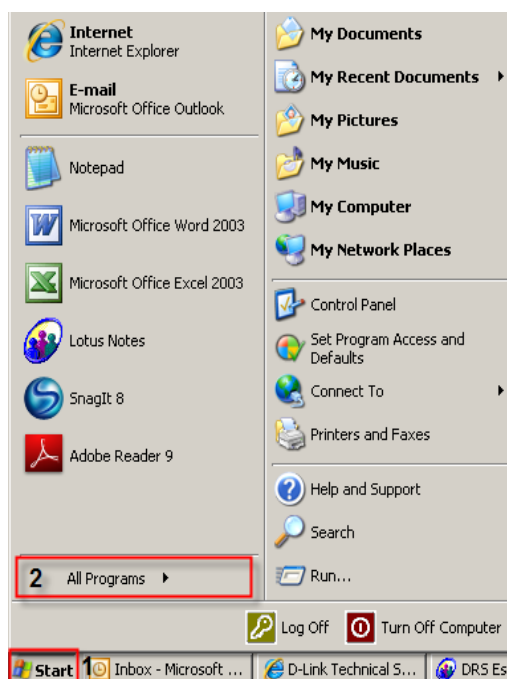 Internet
Internet Explorer
E-mail
Microsoft Office Outlook
Notepad
Microsoft Office Word 2003
Microsoft Office Excel 2003
Lotus Notes
SnagIt 8
Adobe Reader 9
2 All Programs
My Documents
My Recent Documents
My Pictures
My Music
My Computer
My Network Places
Control Panel
Set Program Access and
Defaults
Connect To
Printers and Faxes
Help and Support
Search
Run...
Log Off
Turn Off Computer
Start 1
Inbox - Microsoft ...
D-Link Technical S...
DRS Es